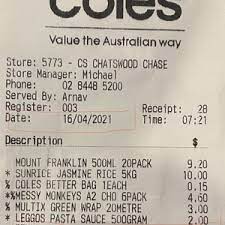 coles
Value the Australian way
Store: 5773 - CS CHATSWOOD CHASE
Store Manager: Michael
Phone: 02 8448 5200
Served By: Arnav
Register: 003 Receipt: 28
Date: 16/04/2021 Time: 07:21
Description $
MOUNT FRANKLIN 500ML 20PACK 9.20
* SUNRICE JASMINE RICE 5KG 10.00
% COLES BETTER BAG 1EACH 0.15
*%MESSY MONKEYS A2 CHO 6PACK 4.60
% MULTIX GREEN WRAP 20METRE 3.00
* LEGGOS PASTA SAUCE 500GRAM 2.00